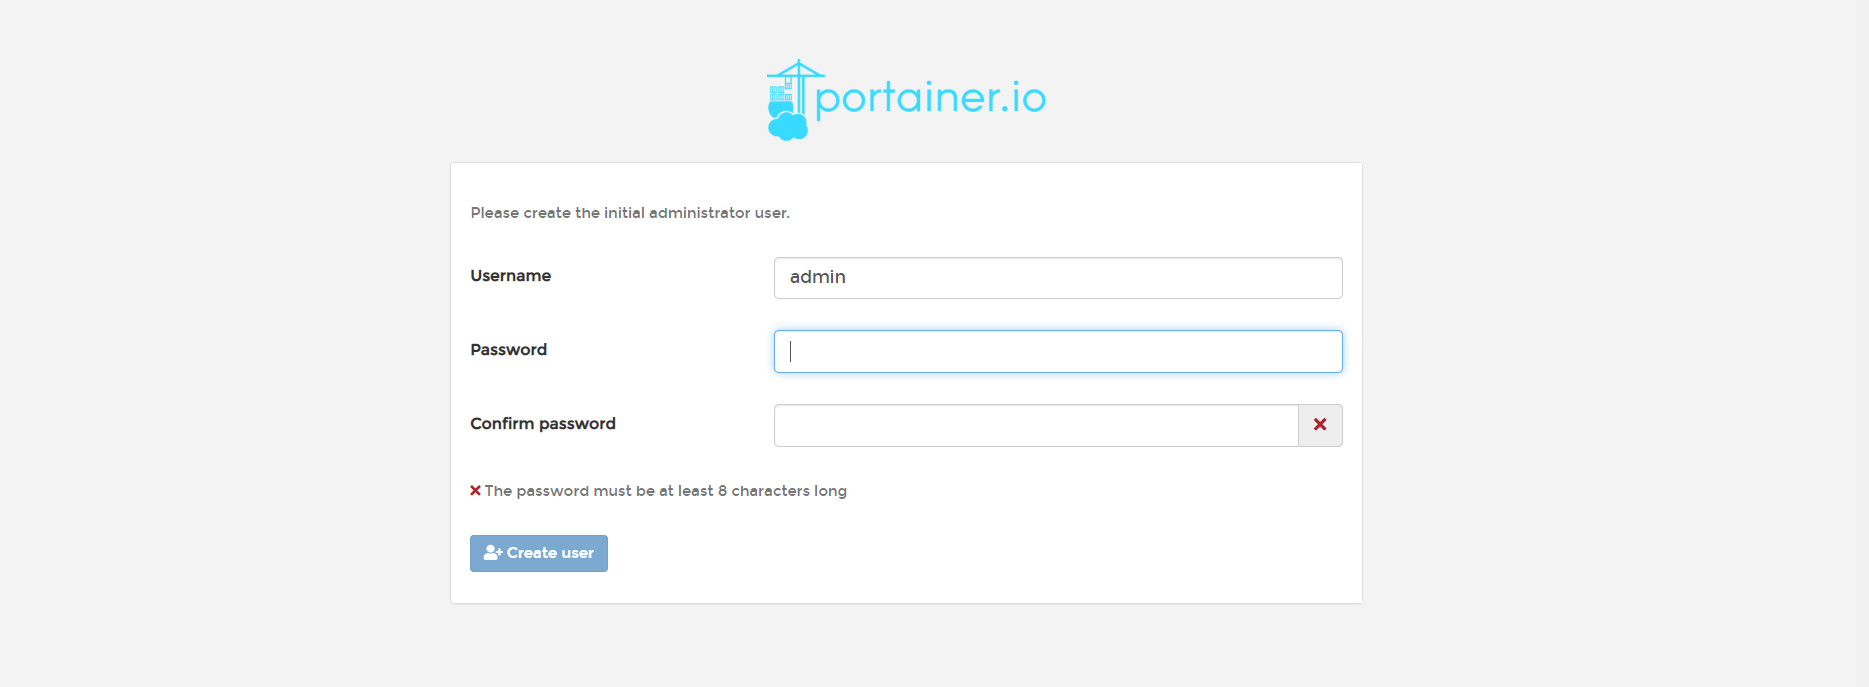 portainer.io
Please create the initial administrator user.
Username
admin
Password
Confirm password
The password must be at least 8 characters long
Create user